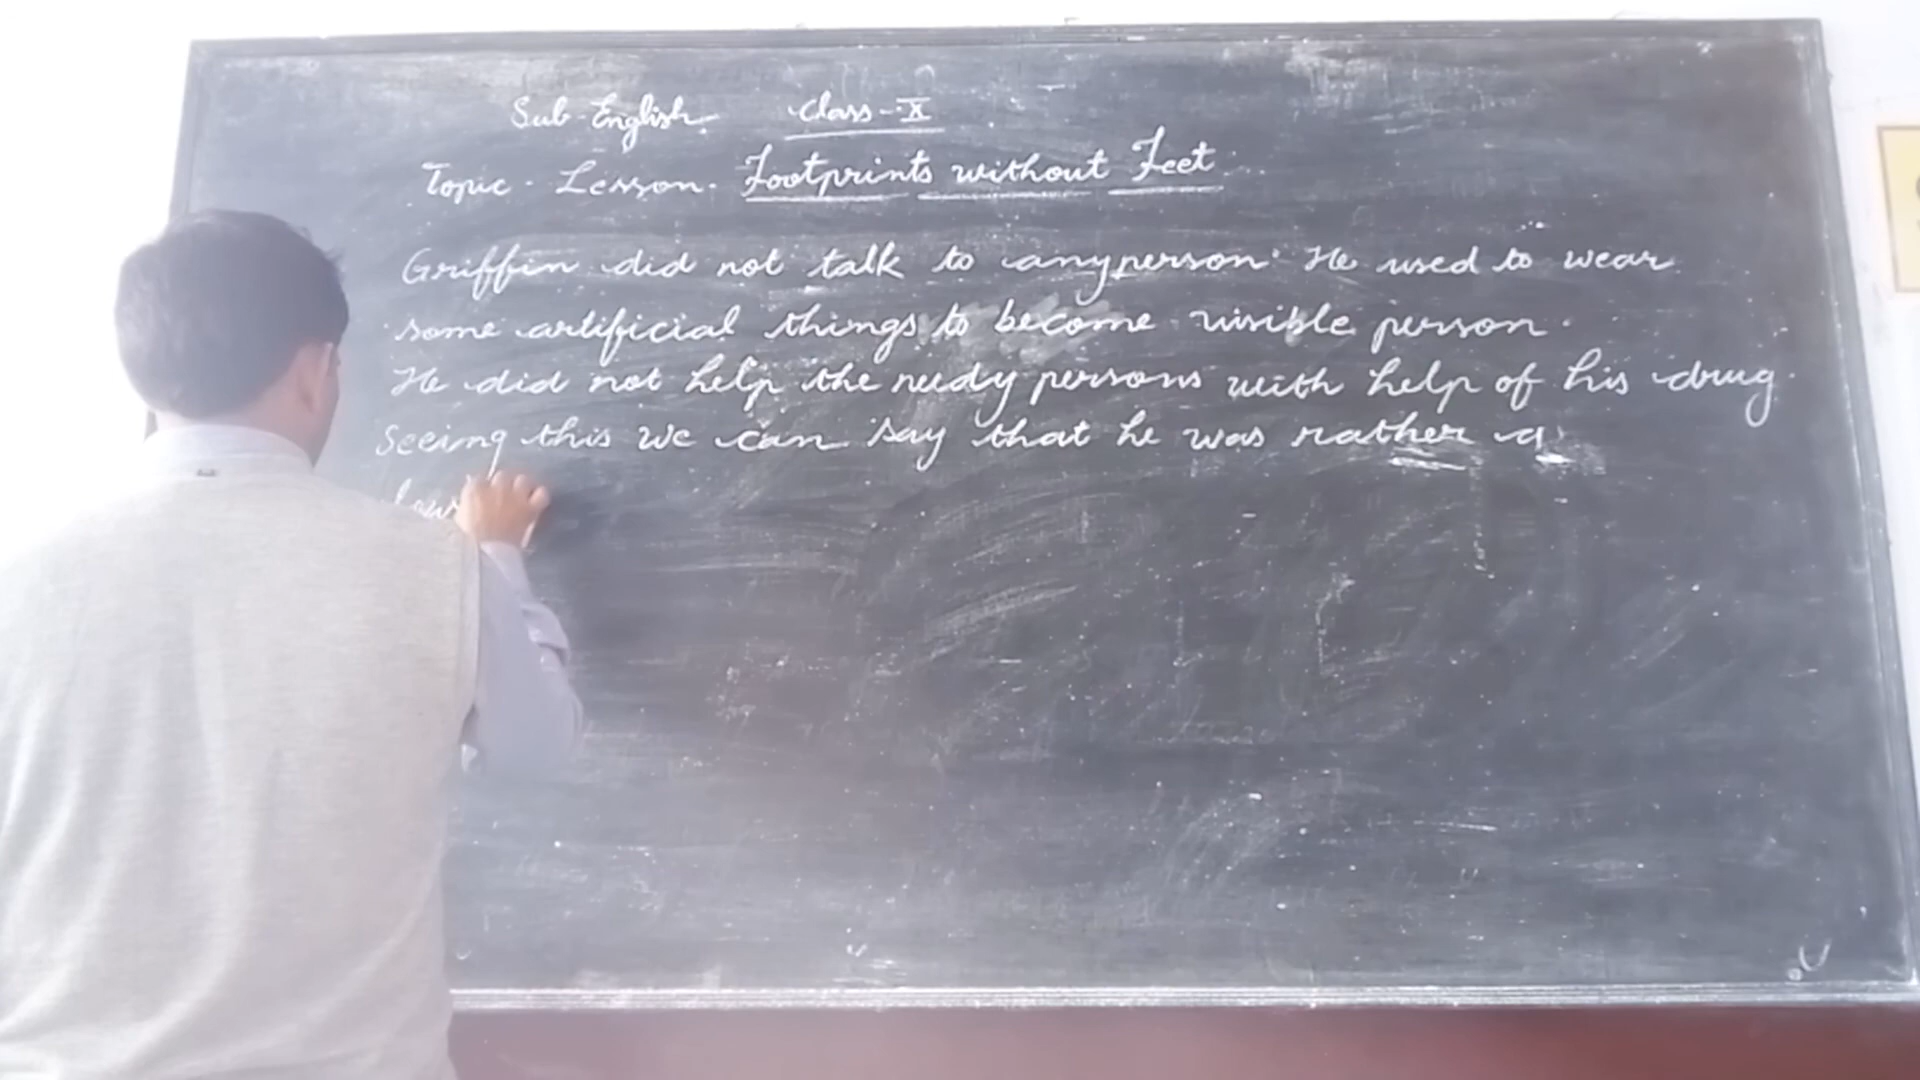 Sub-English Class-X
Topic - Lesson. Footprints without Feet
Griffin did not talk to any person. He used to wear
some artificial things to become visible person.
He did not help the needy persons with help of his drug.
Seeing this we can say that he was rather a